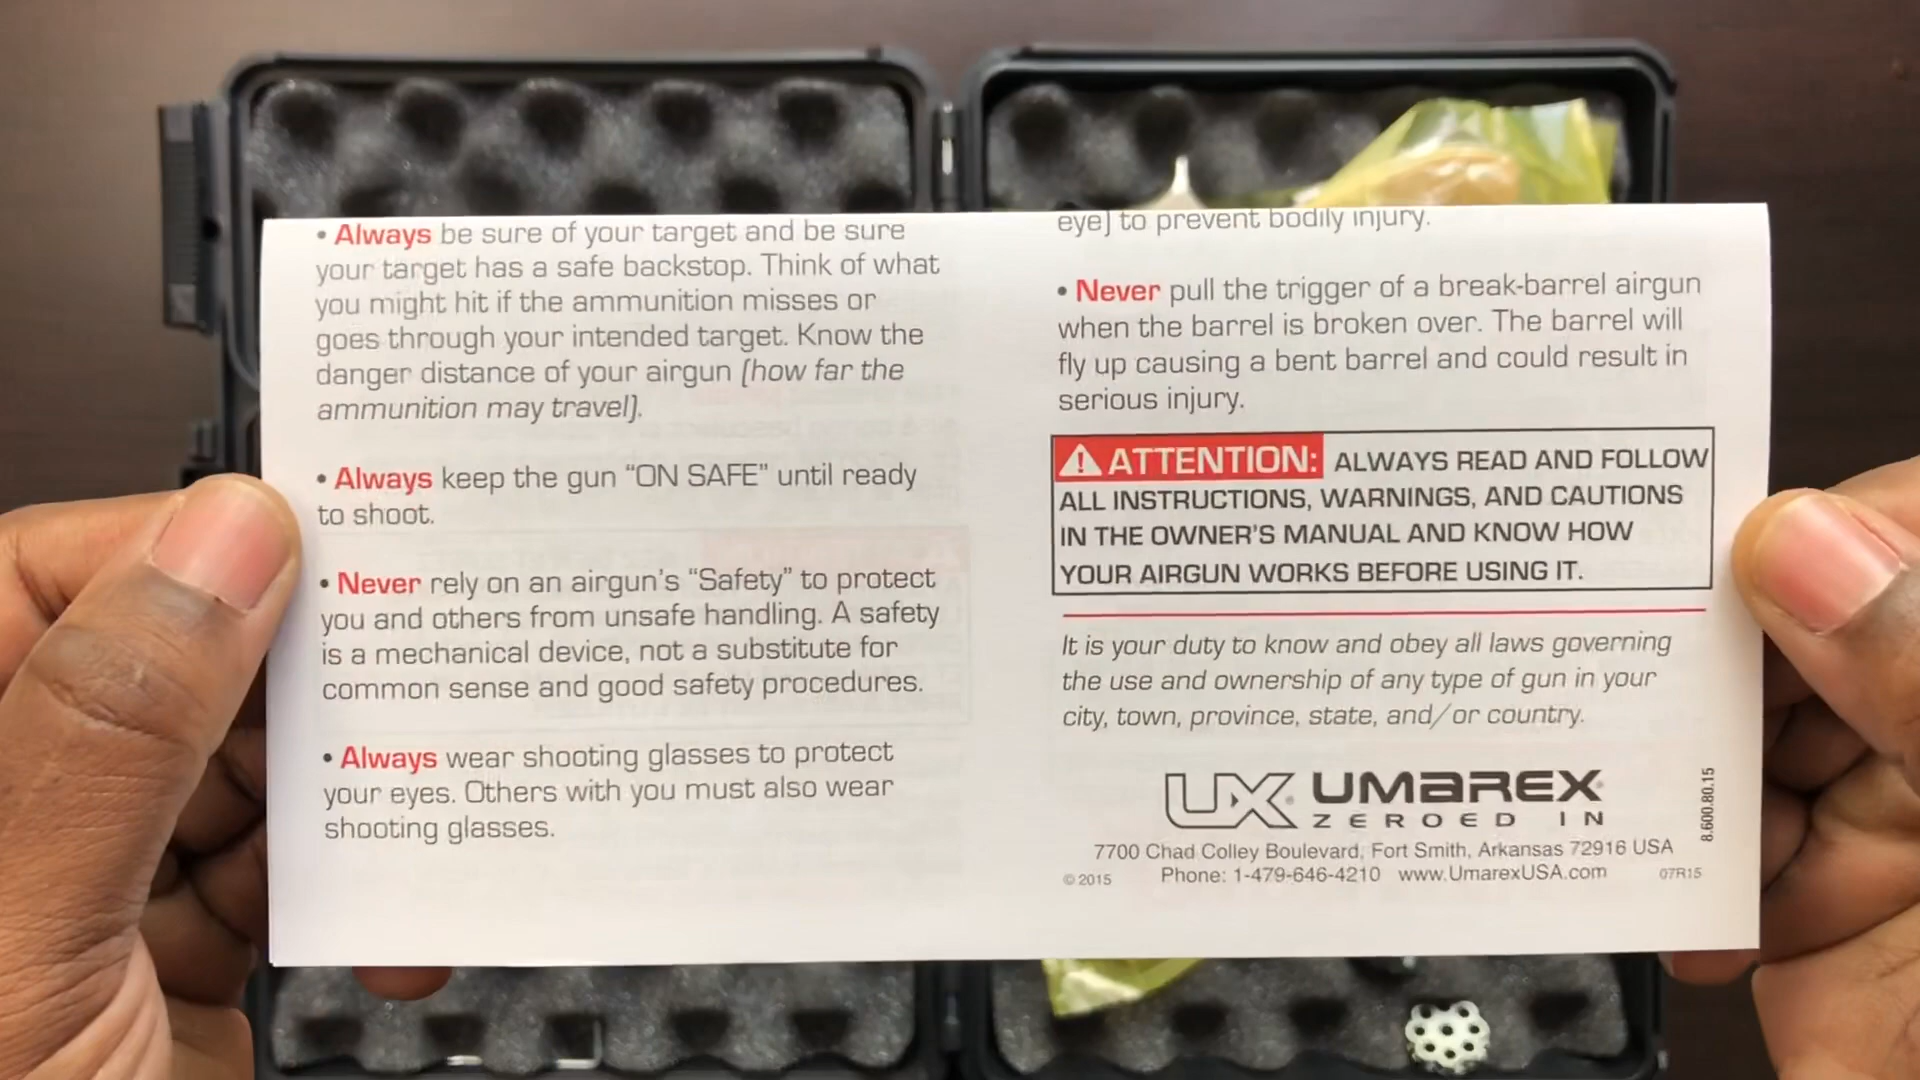 • Always be sure of your target and be sure
your target has a safe backstop. Think of what
you might hit if the ammunition misses or
goes through your intended target. Know the
danger distance of your airgun (how far the
ammunition may travel).
• Always keep the gun “ON SAFE” until ready
to shoot.
• Never rely on an airgun’s “Safety” to protect
you and others from unsafe handling. A safety
is a mechanical device, not a substitute for
common sense and good safety procedures.
• Always wear shooting glasses to protect
your eyes. Others with you must also wear
shooting glasses.
eye) to prevent bodily injury.
• Never pull the trigger of a break-barrel airgun
when the barrel is broken over. The barrel will
fly up causing a bent barrel and could result in
serious injury.
ATTENTION: ALWAYS READ AND FOLLOW
ALL INSTRUCTIONS, WARNINGS, AND CAUTIONS
IN THE OWNER’S MANUAL AND KNOW HOW
YOUR AIRGUN WORKS BEFORE USING IT.
It is your duty to know and obey all laws governing
the use and ownership of any type of gun in your
city, town, province, state, and/or country.
UX UMAREX
ZEROED IN
8.600.80.15
7700 Chad Colley Boulevard, Fort Smith, Arkansas 72916 USA
© 2015 Phone: 1-479-646-4210 www.UmarexUSA.com 07R15